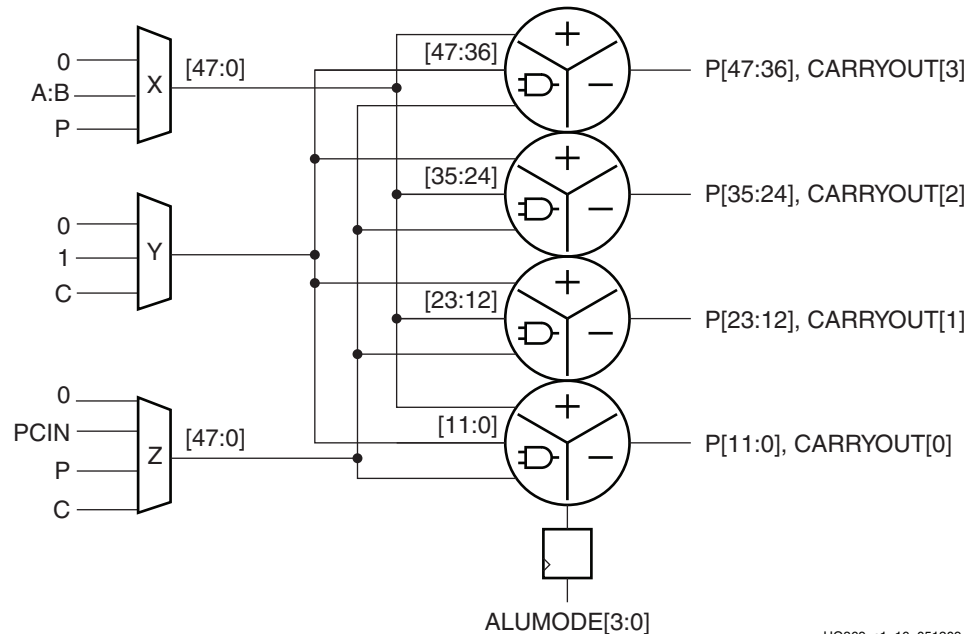 0
A:B
P
X
[47:0]
0
1
C
Y
0
PCIN
P
C
Z
[47:0]
[47:36]
P[47:36], CARRYOUT[3]
[35:24]
P[35:24], CARRYOUT[2]
[23:12]
P[23:12], CARRYOUT[1]
[11:0]
P[11:0], CARRYOUT[0]
ALUMODE[3:0]